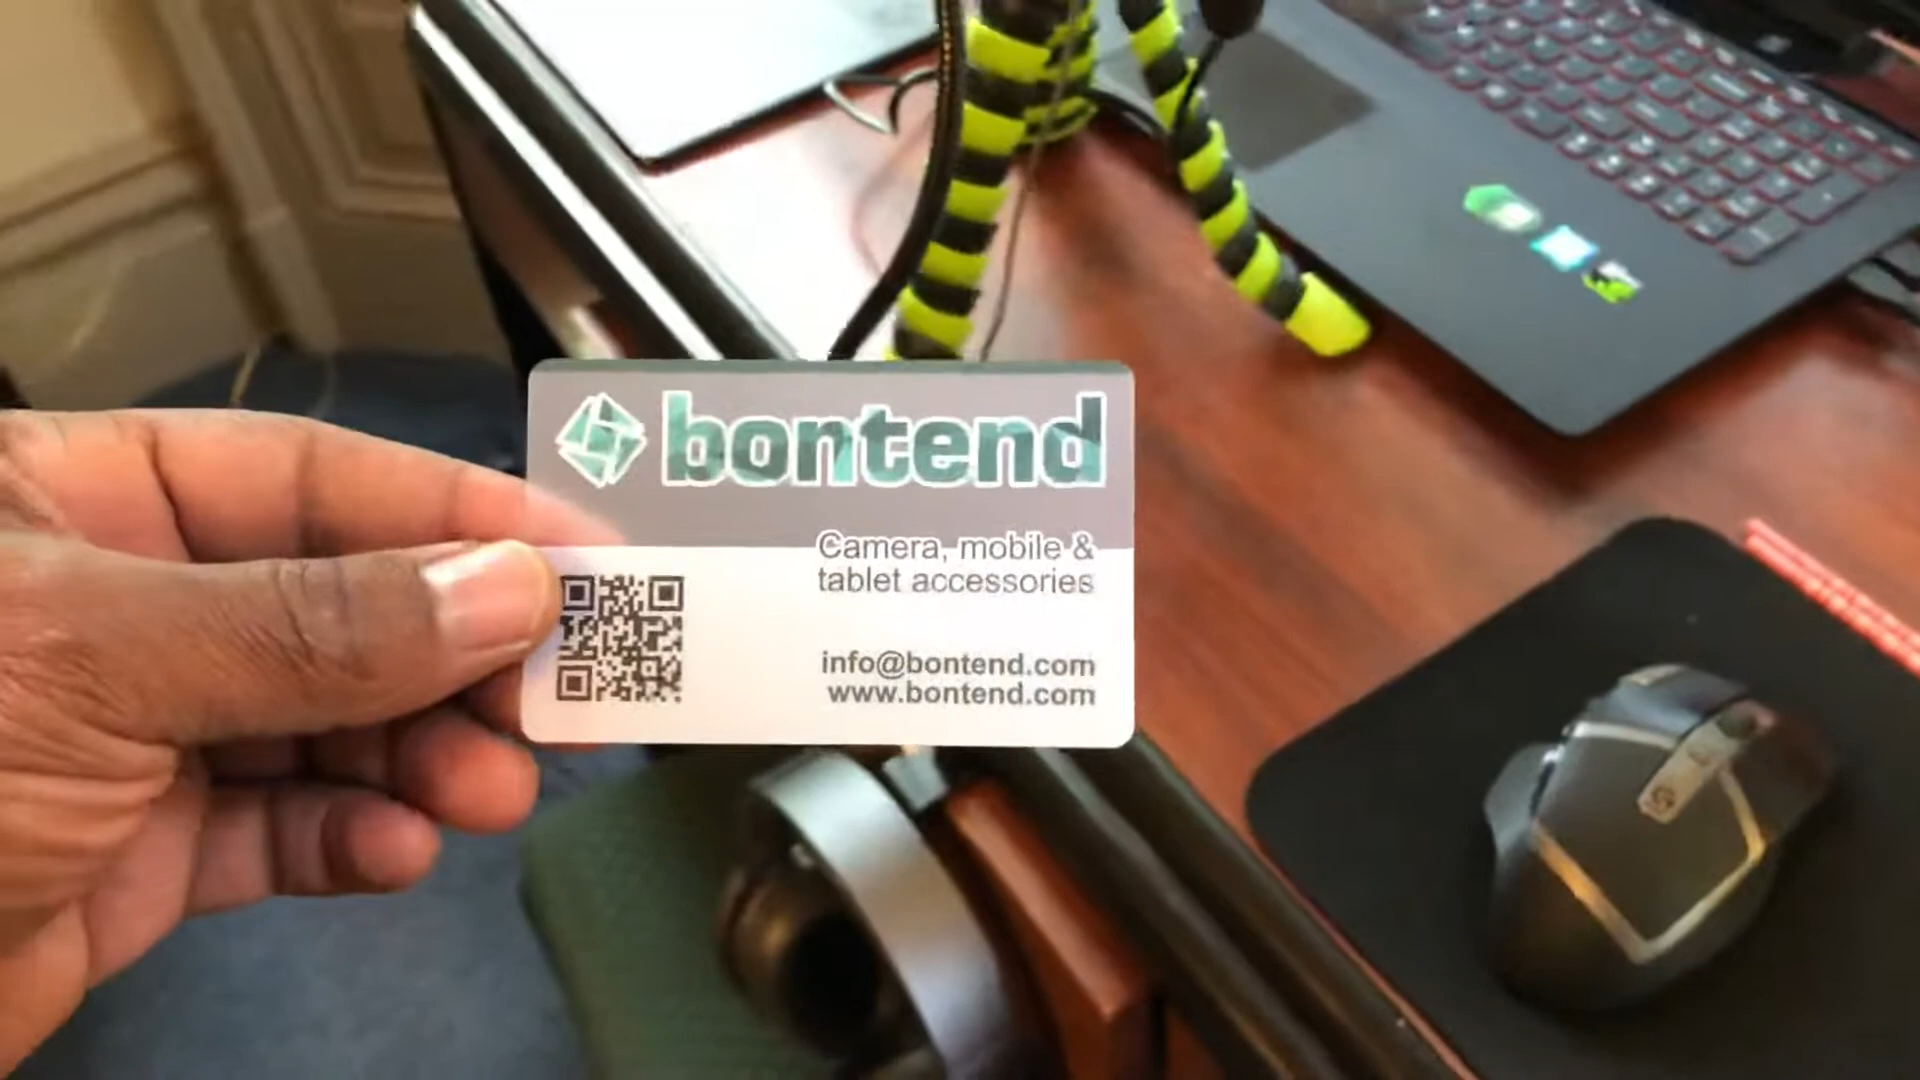 bontend
Camera, mobile &
tablet accessories
info@bontend.com
www.bontend.com